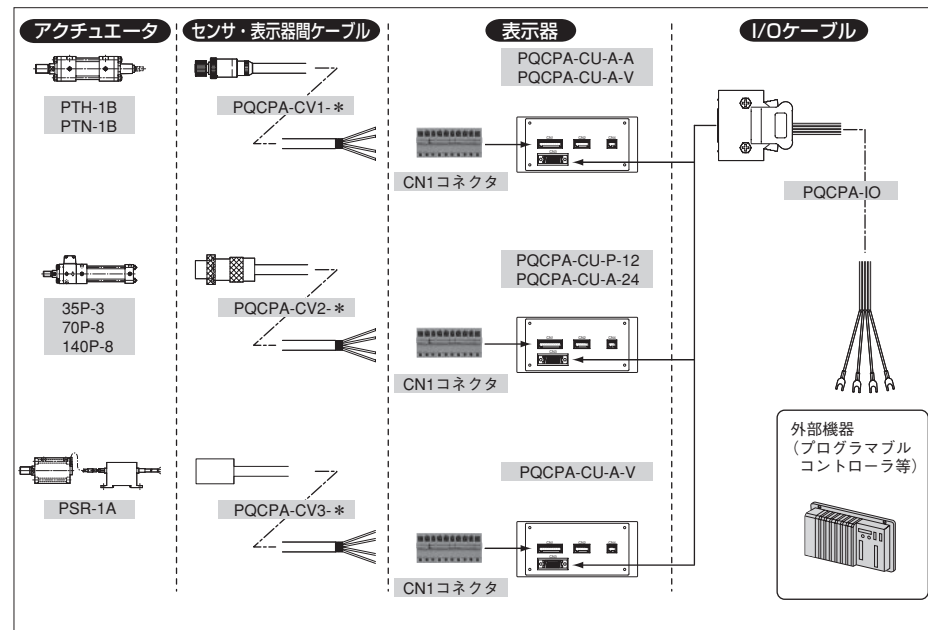 アクチュエータ
センサ・表示器間ケーブル
表示器
I/Oケーブル
PTH-1B
PTN-1B
PQCPA-CV1-＊
PQCPA-CU-A-A
PQCPA-CU-A-V
CN1コネクタ
PQCPA-IO
35P-3
70P-8
140P-8
PQCPA-CV2-＊
PQCPA-CU-P-12
PQCPA-CU-A-24
CN1コネクタ
PSR-1A
PQCPA-CV3-＊
PQCPA-CU-A-V
CN1コネクタ
外部機器
（プログラマブル
コントローラ等）